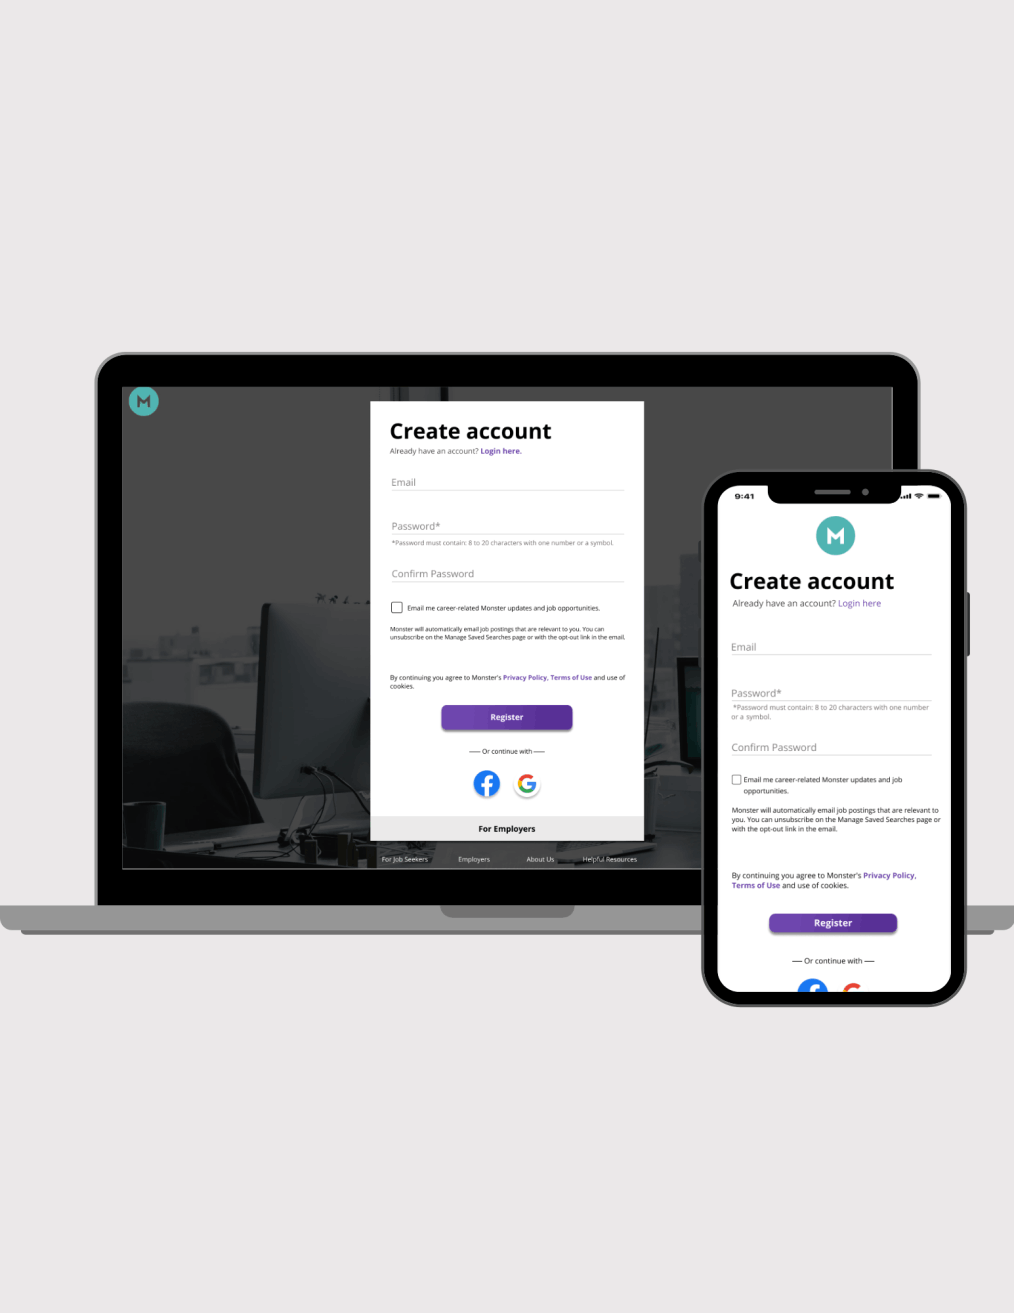 M
Create account
Already have an account? Login here.
Email
Password*
*Password must contain: 8 to 20 characters with one number or a symbol.
Confirm Password
Email me career-related Monster updates and job opportunities.
Monster will automatically email job postings that are relevant to you. You can
unsubscribe on the Manage Saved Searches page or with the opt-out link in the email.
By continuing you agree to Monster's Privacy Policy, Terms of Use and use of
cookies.
Register
Or continue with
For Employers
For Job Seekers
Employers
About Us
Helpful Resources
9:41
M
Create account
Already have an account? Login here
Email
Password*
*Password must contain: 8 to 20 characters with one number
or a symbol.
Confirm Password
Email me career-related Monster updates and job
opportunities.
Monster will automatically email job postings that are relevant to
you. You can unsubscribe on the Manage Saved Searches page or
with the opt-out link in the email.
By continuing you agree to Monster's Privacy Policy,
Terms of Use and use of cookies.
Register
Or continue with